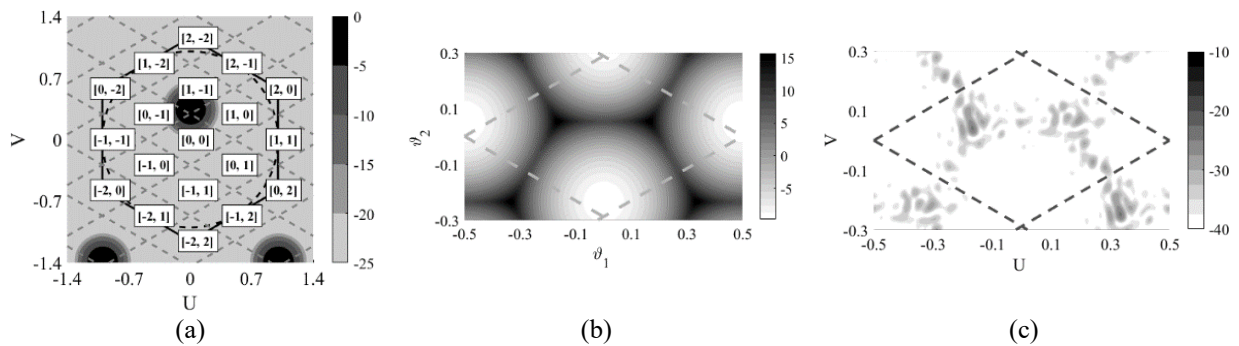 1.4
0.7
0
-0.7
-1.4
V
-1.4 -0.7 0 0.7 1.4
U
[2, -2]
[1, -2] [2, -1]
[0, -2] [1, -1] [2, 0]
[0, -1] [1, 0]
[-1, -1] [0, 0] [1, 1]
[-1, 0] [0, 1]
[-2, 0] [-1, 1] [0, 2]
[-2, 1] [-1, 2]
[-2, 2]
0
-5
-10
-15
-20
-25
(a)
0.3
0.1
-0.1
-0.3
ϑ2
-0.5 -0.3 -0.1 0.1 0.3 0.5
ϑ1
15
10
5
0
-5
(b)
0.3
0.1
-0.1
-0.3
V
-0.5 -0.3 -0.1 0.1 0.3 0.5
U
-10
-20
-30
-40
(c)